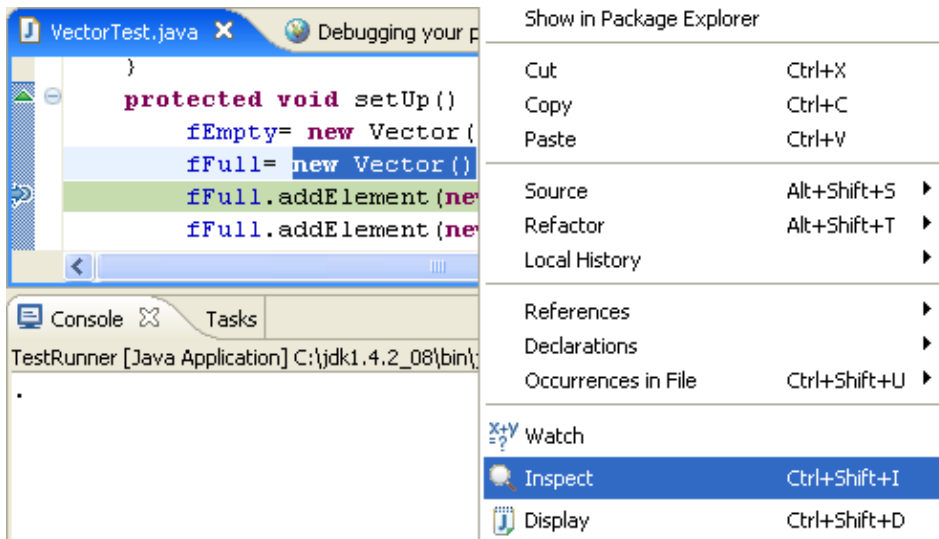 VectorTest.java
Debugging your p
}
protected void setUp()
fEmpty= new Vector(
fFull= new Vector()
fFull.addElement(new
fFull.addElement(new
Console
Tasks
TestRunner [Java Application] C:\jdk1.4.2_08\bin\j
.
Show in Package Explorer
Cut Ctrl+X
Copy Ctrl+C
Paste Ctrl+V
Source Alt+Shift+S
Refactor Alt+Shift+T
Local History
References
Declarations
Occurrences in File Ctrl+Shift+U
Watch
Inspect Ctrl+Shift+I
Display Ctrl+Shift+D